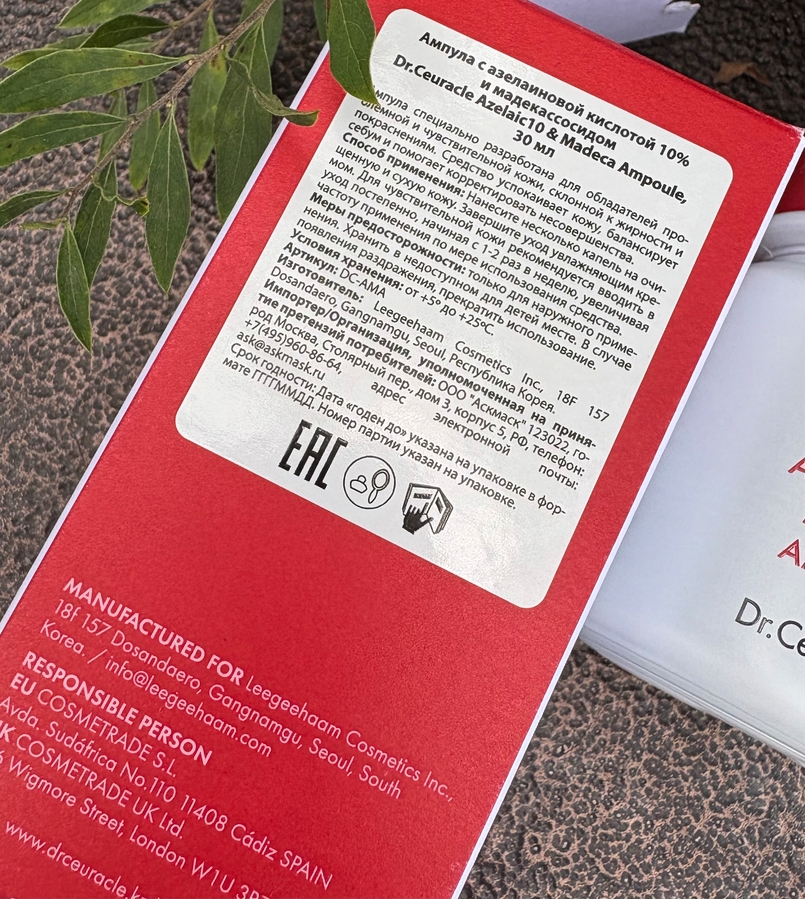 Ампула с азелаиновой кислотой 10%
и мадекассосидом
Dr.Ceuracle Azelaic10 & Madeca Ampoule,
30 мл
Ампула специально разработана для обладателей про-
блемной и чувствительной кожи, склонной к жирности и
покраснениям. Средство успокаивает кожу, балансирует
себум и помогает корректировать несовершенства.
Способ применения: Нанесите несколько капель на очи-
щенную и сухую кожу. Завершите уход увлажняющим кре-
мом. Для чувствительной кожи рекомендуется вводить в
уход постепенно, начиная с 1-2 раз в неделю, увеличивая
частоту применения по мере использования средства.
Меры предосторожности: только для наружного приме-
нения. Хранить в недоступном для детей месте. В случае
появления раздражения, прекратить использование.
Условия хранения: от +5º до +25ºС.
Артикул: DC-AMA
Изготовитель: Leegeehaam Cosmetics Inc, 18F 157
Dosandaero, Gangnamgu, Seoul, Республика Корея.
Импортер/Организация, уполномоченная на приня-
тие претензий потребителей: ООО "Аскмаск" 123022, го-
род Москва, Столярный пер., дом 3, корпус 5, РФ, телефон:
+7(495)960-86-64, адрес электронной почты:
ask@askmask.ru
Срок годности: Дата «годен до» указана на упаковке в фор-
мате ГГГГММДД. Номер партии указан на упаковке.
EAC
MANUFACTURED FOR Leegeehaam Cosmetics Inc.,
18f 157 Dosandaero, Gangnamgu, Seoul, South
Korea. / info@leegeehaam.com
RESPONSIBLE PERSON
EU COSMETRADE S.L.
Avda. Sudáfrica No.110 11408 Cádiz SPAIN
UK COSMETRADE UK Ltd.
Wigmore Street, London W1U
www.drceuracle.
Dr.Ce